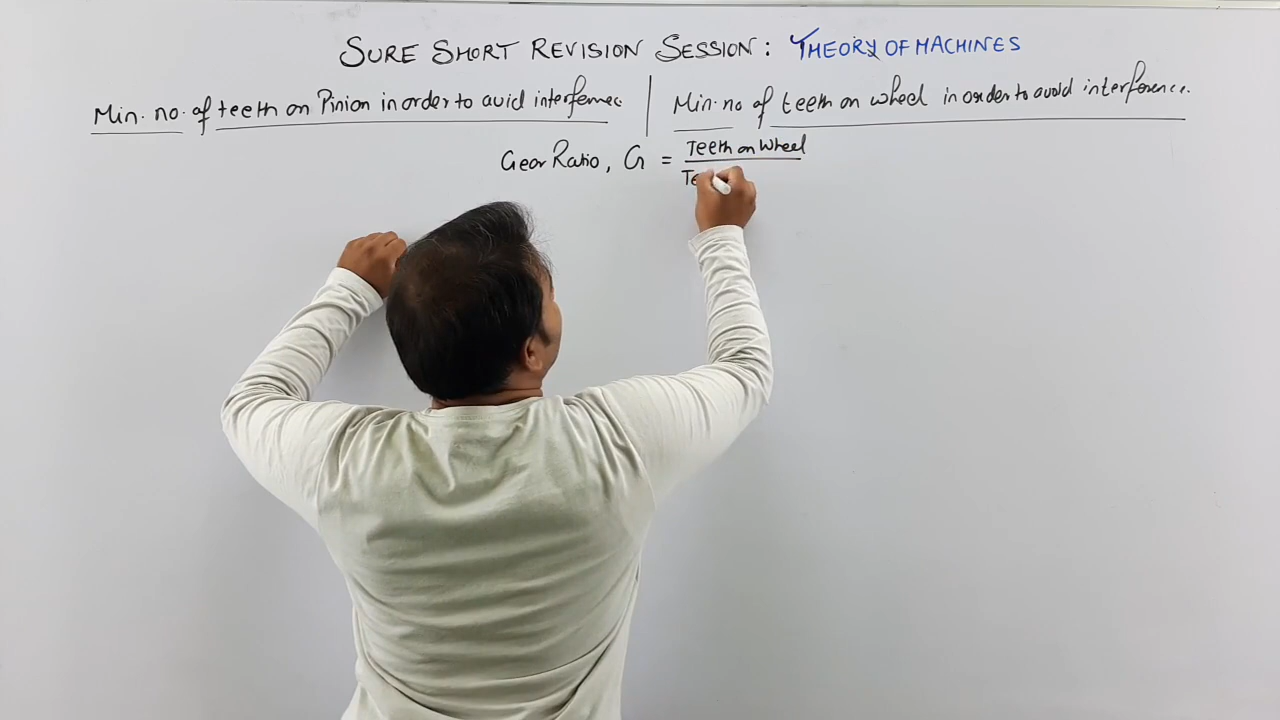 SURE SHORT REVISION SESSION: THEORY OF MACHINES
Min. no. of teeth on Pinion in order to avoid interference.
Min. no of teeth on wheel in order to avoid interference.
Gear Ratio, G = Teeth on Wheel
Te